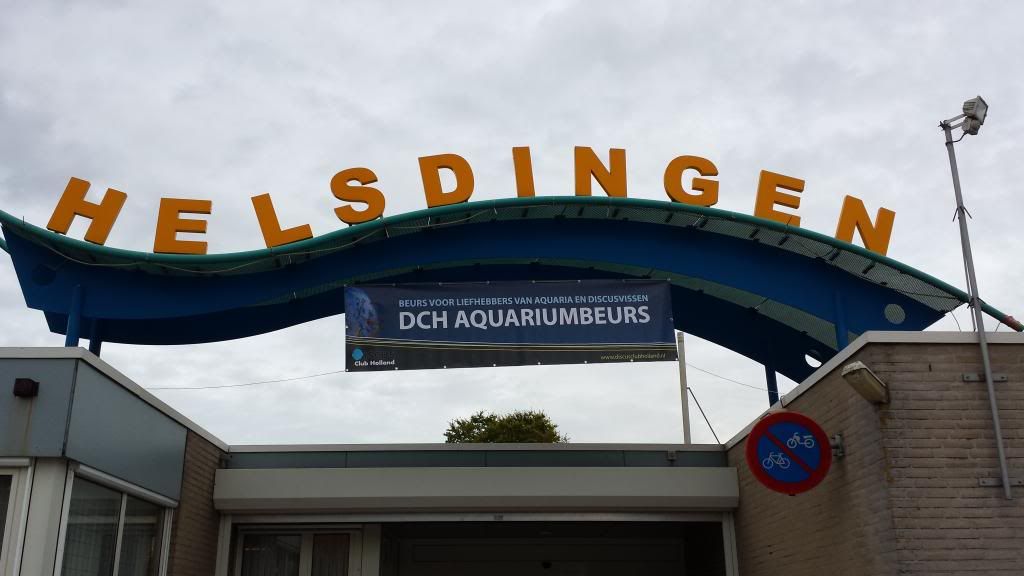 HELSDINGEN
BEURS VOOR LIEFHEBBERS VAN AQUARIA EN DISCUSVISSEN
DCH AQUARIUMBEURS
Club Holland
www.discusclubholland.nl